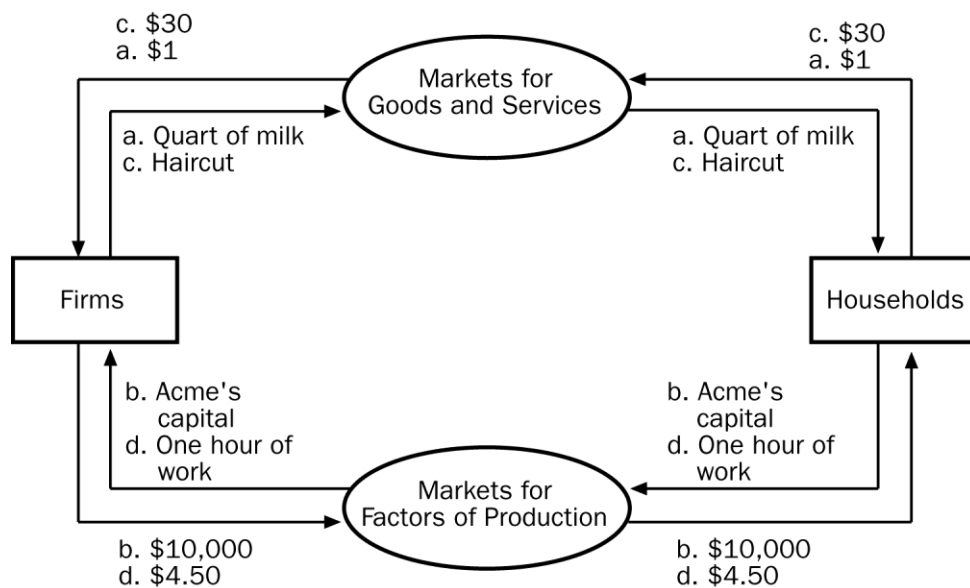 c. $30
a. $1
c. $30
a. $1
Markets for
Goods and Services
a. Quart of milk
c. Haircut
a. Quart of milk
c. Haircut
Firms
Households
b. Acme's
capital
d. One hour of
work
b. Acme's
capital
d. One hour of
work
Markets for
Factors of Production
b. $10,000
d. $4.50
b. $10,000
d. $4.50